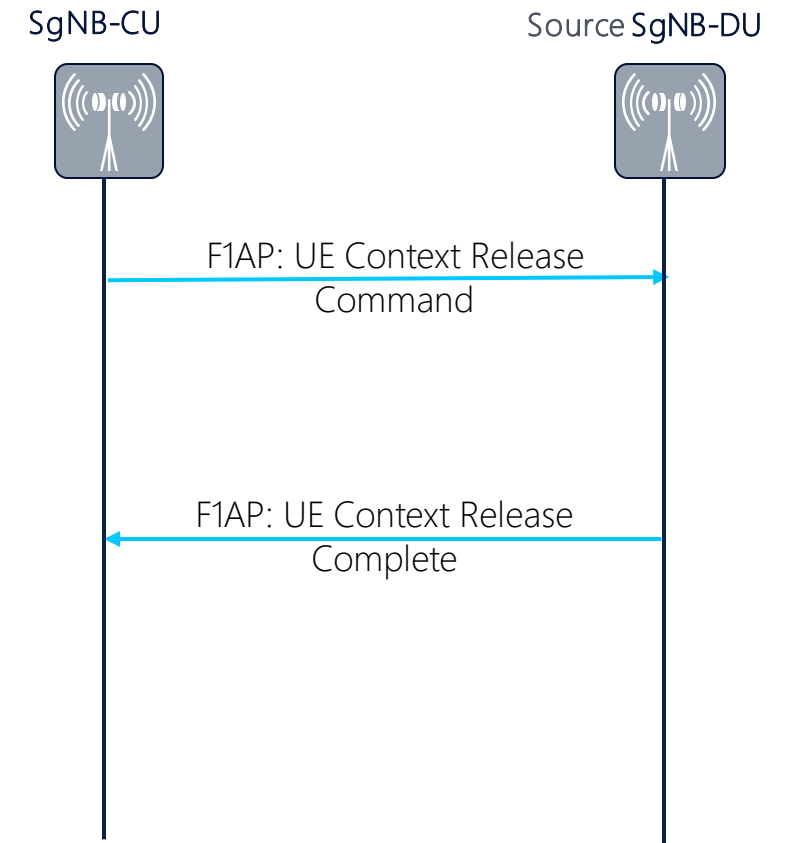 SgNB-CU
Source SgNB-DU
F1AP: UE Context Release
Command
F1AP: UE Context Release
Complete